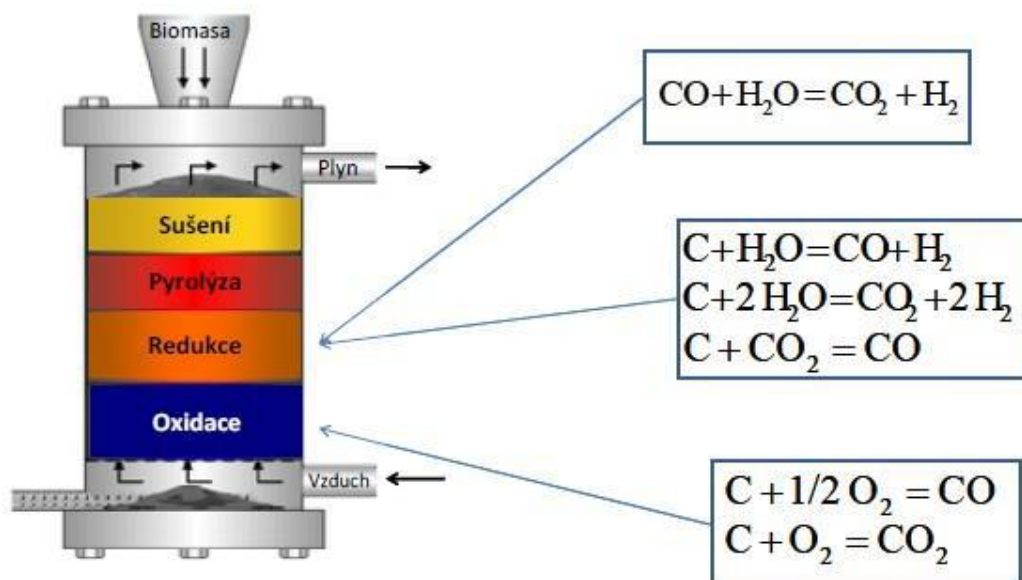 Biomasa
Plyn
Sušení
Pyrolýza
Redukce
Oxidace
Vzduch
CO+H₂O=CO₂+H₂
C+H₂O=CO+H₂
C+2H₂O=CO₂+2H₂
C+CO₂=CO
C+1/2O₂=CO
C+O₂=CO₂